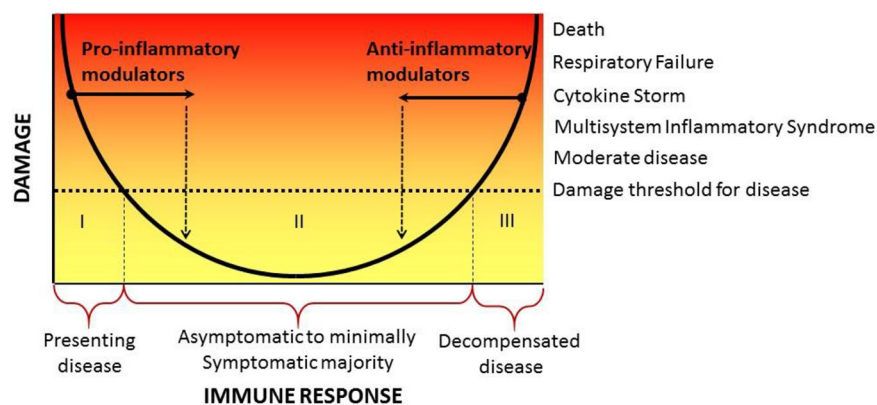 Pro-inflammatory
modulators
Anti-inflammatory
modulators
Death
Respiratory Failure
Cytokine Storm
Multisystem Inflammatory Syndrome
Moderate disease
Damage threshold for disease
DAMAGE
I
II
III
Presenting
disease
Asymptomatic to minimally
Symptomatic majority
Decompensated
disease
IMMUNE RESPONSE